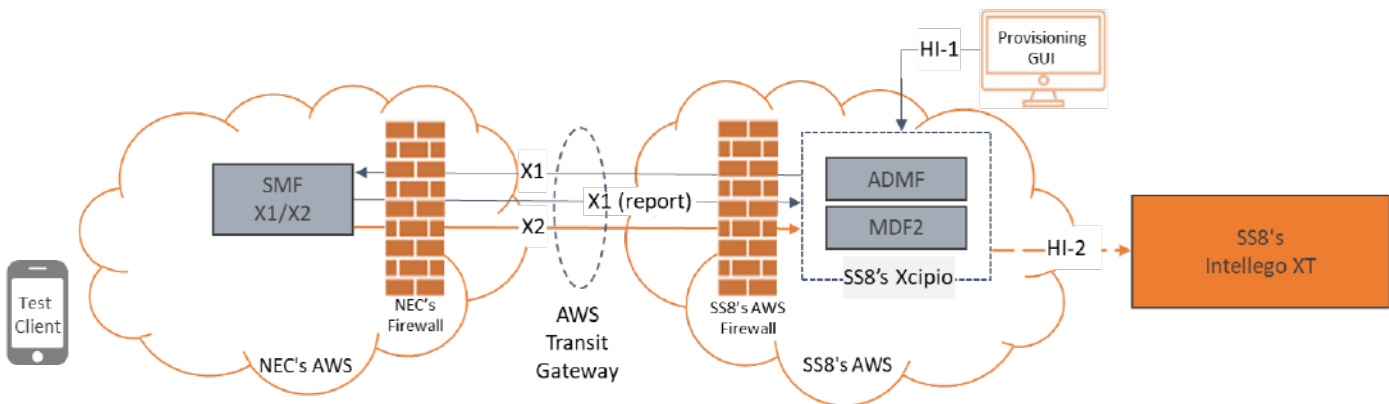 HI-1
Provisioning
GUI
SMF
X1/X2
X1
X1 (report)
X2
ADMF
MDF2
SS8's Xcipio
HI-2
SS8's
Intellego XT
Test
Client
NEC's
Firewall
NEC's AWS
AWS
Transit
Gateway
SS8's AWS
Firewall
SS8's AWS